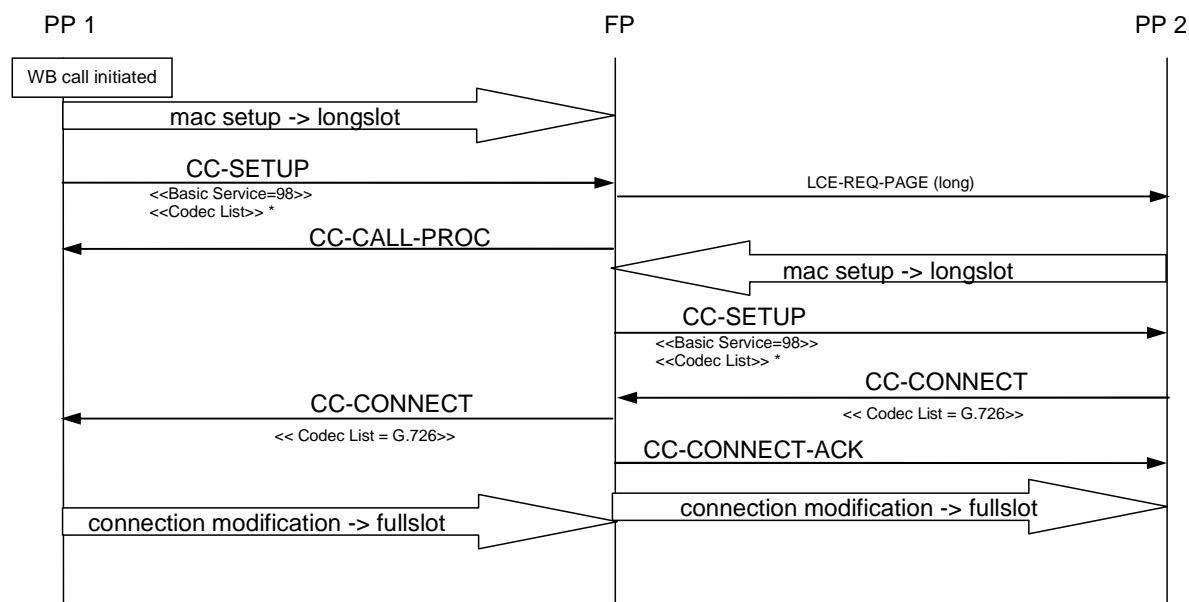 PP 1
FP
PP 2
WB call initiated
mac setup -> longslot
CC-SETUP
<<Basic Service=98>>
<<Codec List>> *
LCE-REQ-PAGE (long)
CC-CALL-PROC
mac setup -> longslot
CC-SETUP
<<Basic Service=98>>
<<Codec List>> *
CC-CONNECT
<< Codec List = G.726>>
CC-CONNECT
<< Codec List = G.726>>
CC-CONNECT-ACK
connection modification -> fullslot
connection modification -> fullslot